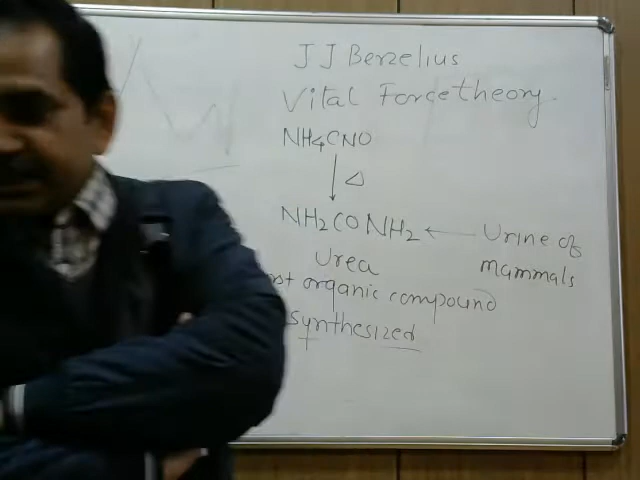 J J Berzelius
Vital Force theory
NH4CNO
↓ Δ
NH2CONH2 ← Urine of
mammals
Urea
organic compound
synthesized